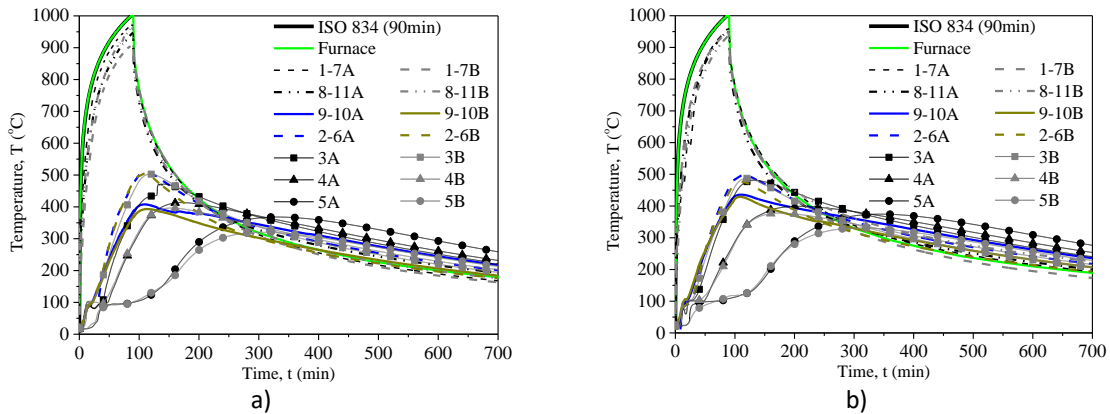 1000
900
800
700
600
500
400
300
200
100
0
Temperature, T (°C)
ISO 834 (90min)
Furnace
1-7A 1-7B
8-11A 8-11B
9-10A 9-10B
2-6A 2-6B
3A 3B
4A 4B
5A 5B
0 100 200 300 400 500 600 700
Time, t (min)
a)
1000
900
800
700
600
500
400
300
200
100
0
Temperature, T (°C)
ISO 834 (90min)
Furnace
1-7A 1-7B
8-11A 8-11B
9-10A 9-10B
2-6A 2-6B
3A 3B
4A 4B
5A 5B
0 100 200 300 400 500 600 700
Time, t (min)
b)